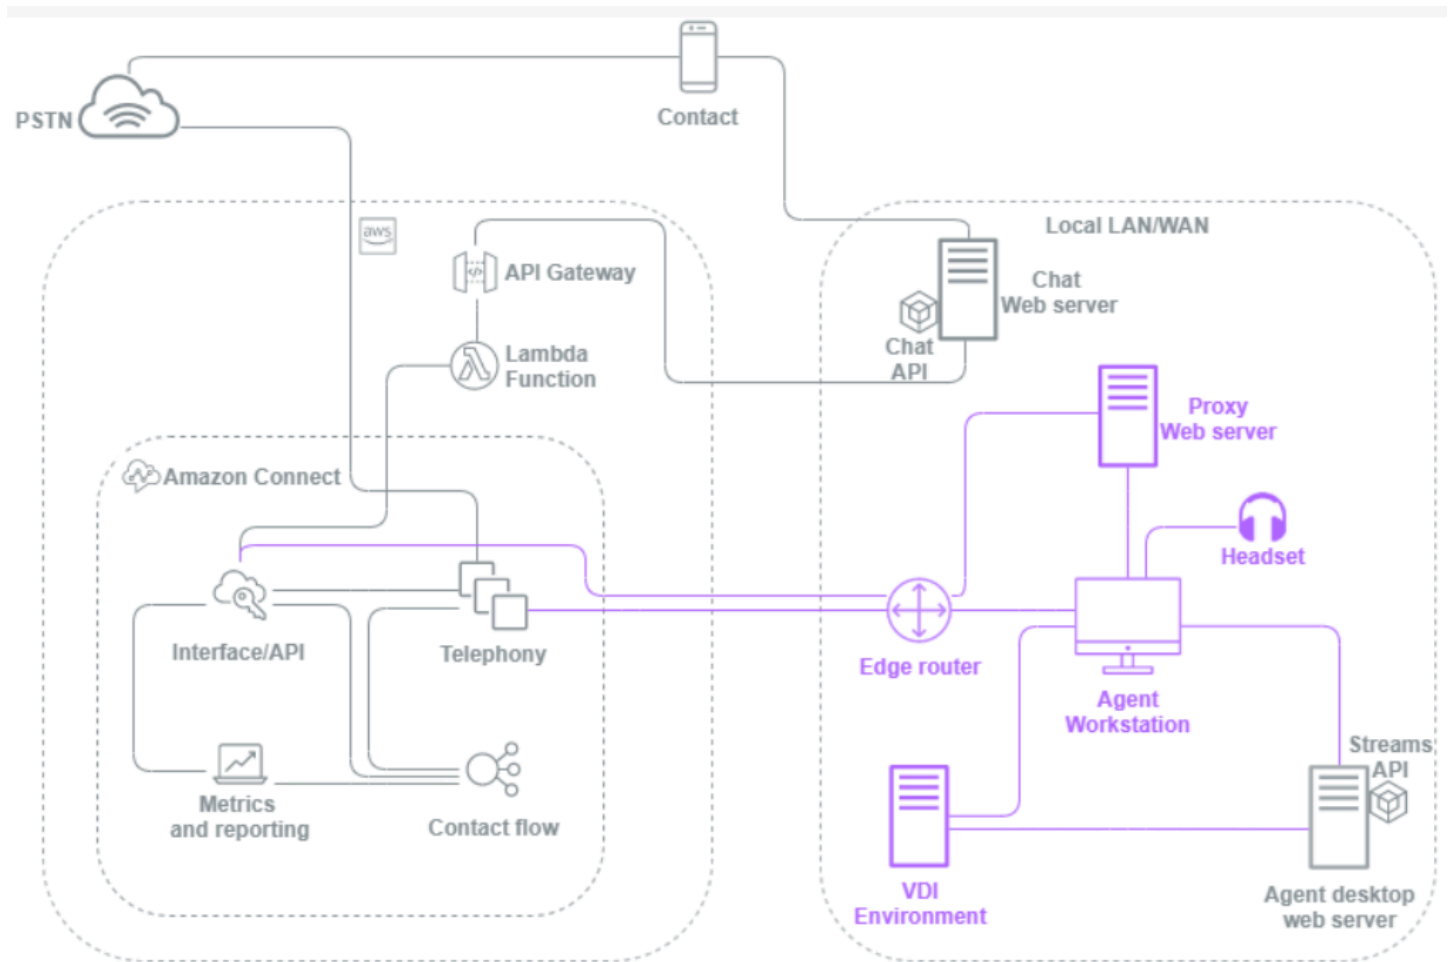 PSTN
Contact
aws
Local LAN/WAN
API Gateway
Chat
Web server
Chat
API
Lambda
Function
Proxy
Web server
Amazon Connect
Headset
Interface/API
Telephony
Edge router
Agent
Workstation
Streams
API
Metrics
and reporting
Contact flow
VDI
Environment
Agent desktop
web server